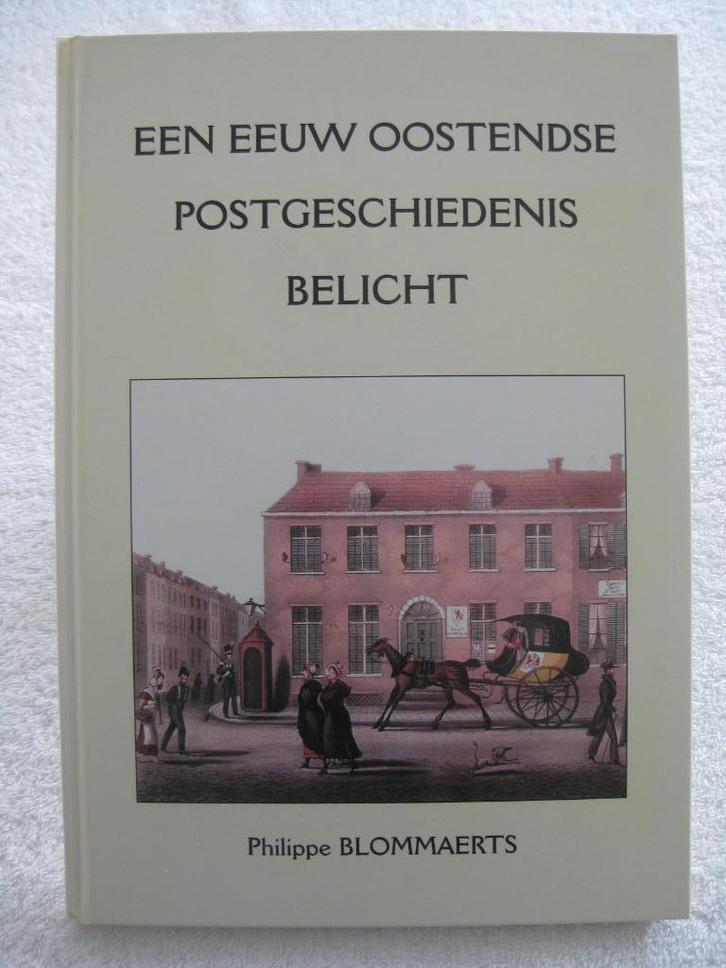 EEN EEUW OOSTENDSE
POSTGESCHIEDENIS
BELICHT
Philippe BLOMMAERTS